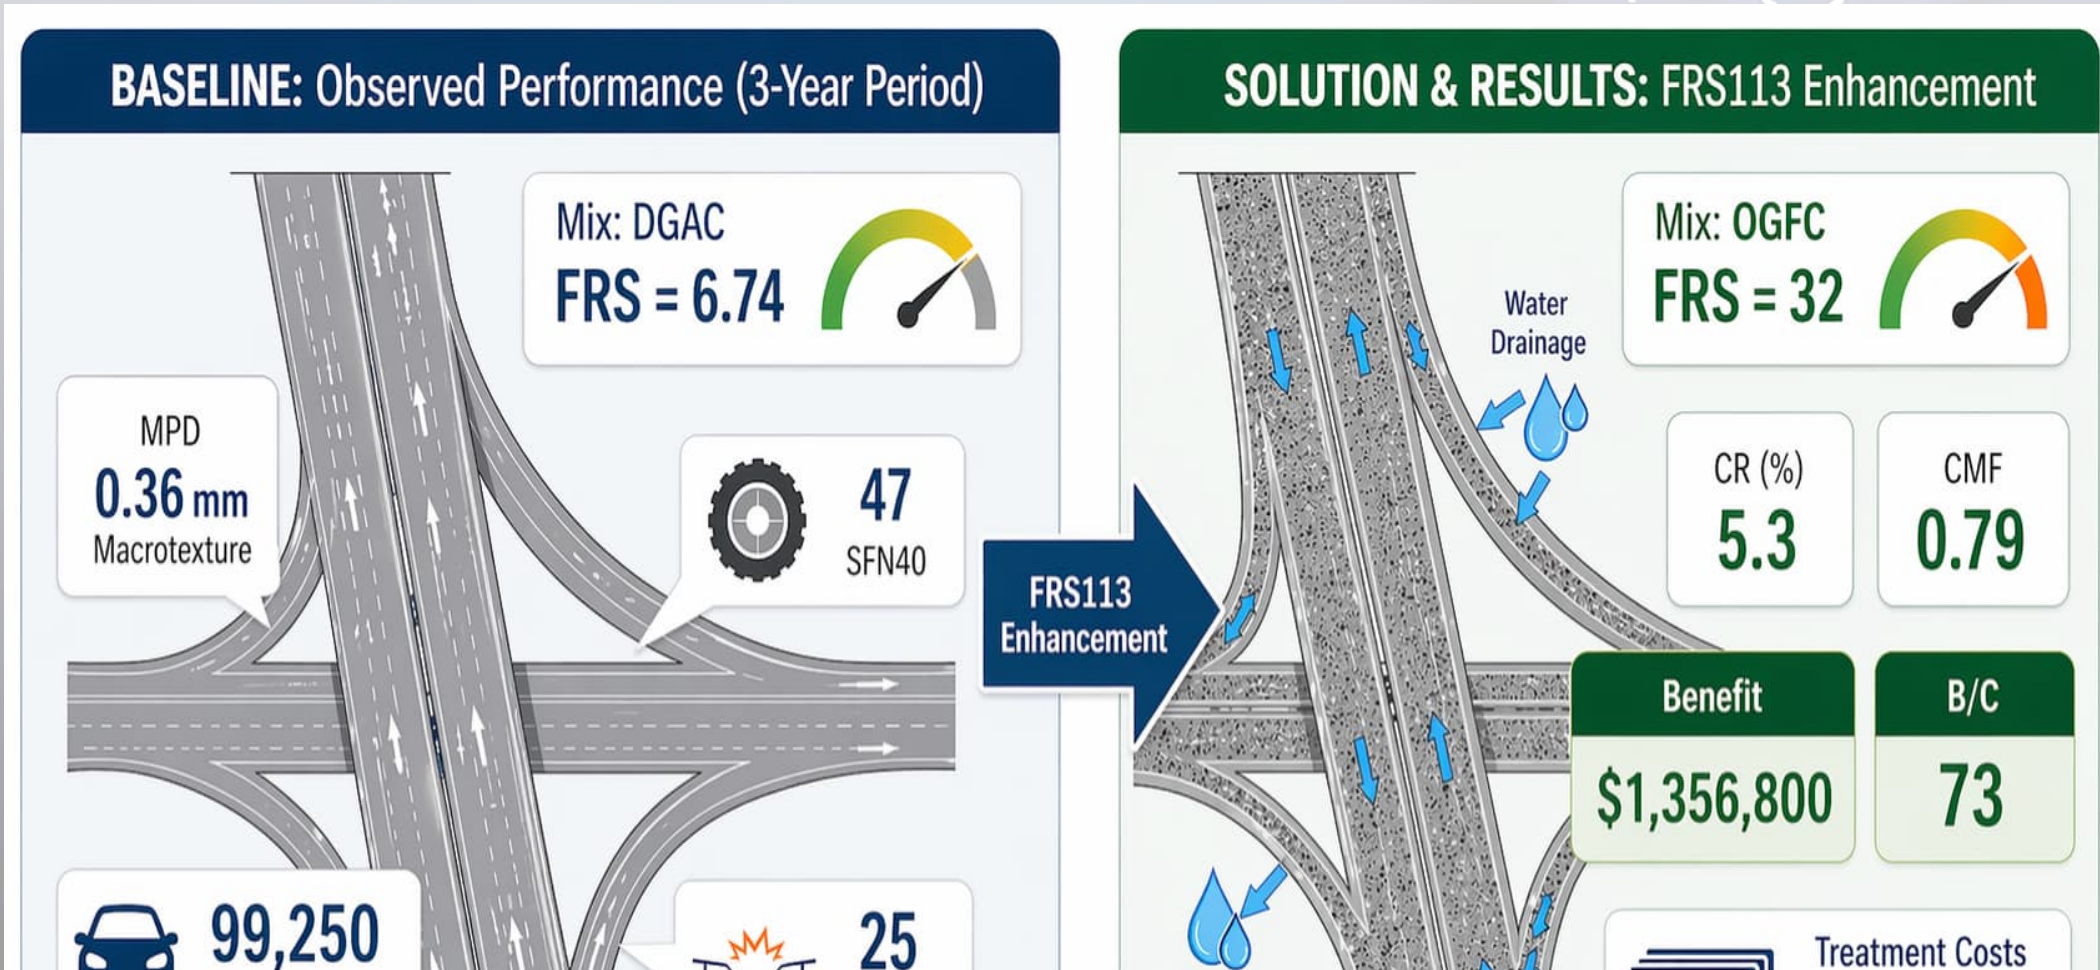 BASELINE: Observed Performance (3-Year Period)
Mix: DGAC
FRS = 6.74
MPD
0.36 mm
Macrotexture
47
SFN40
99,250
25
FRS113
Enhancement
SOLUTION & RESULTS: FRS113 Enhancement
Mix: OGFC
FRS = 32
Water
Drainage
CR (%)
5.3
CMF
0.79
Benefit
$1,356,800
B/C
73
Treatment Costs